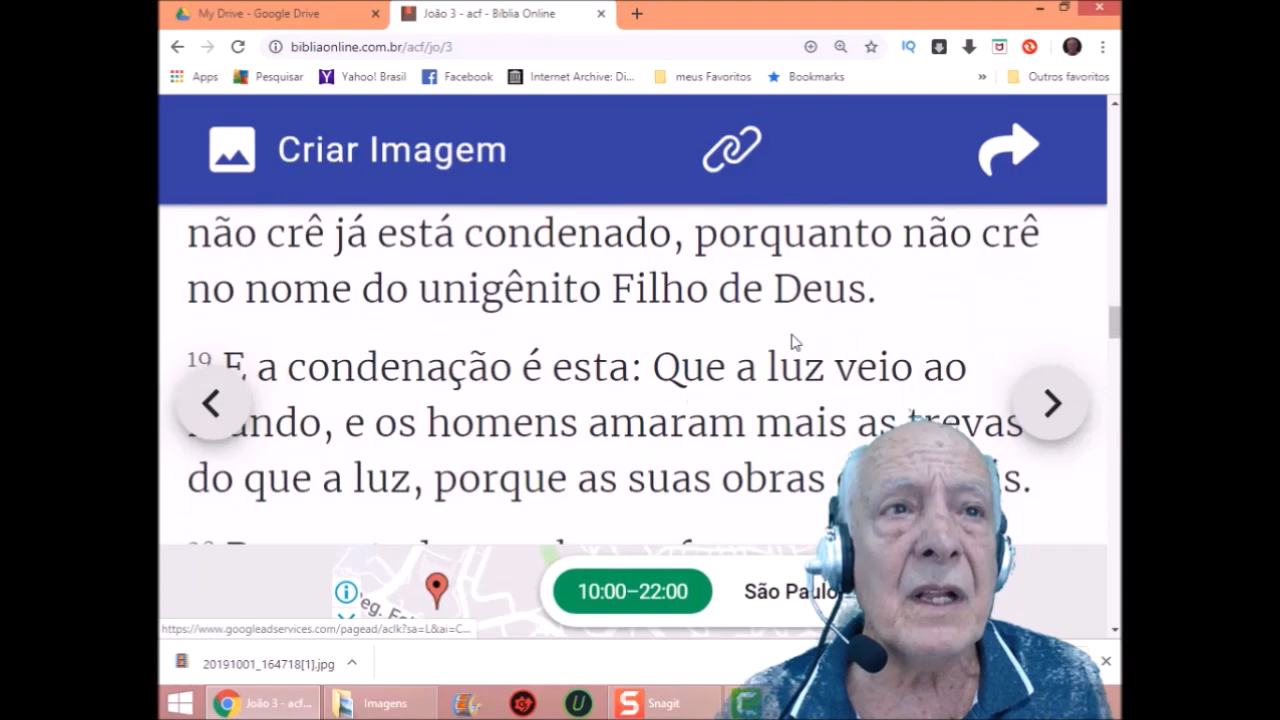 My Drive - Google Drive
João 3 - acf - Bíblia Online
bibliaonline.com.br/acf/jo/3
IQ
Apps
Pesquisar
Yahoo! Brasil
Facebook
Internet Archive: Di...
meus Favoritos
Bookmarks
»
Outros favoritos
Criar Imagem
não crê já está condenado, porquanto não crê
no nome do unigênito Filho de Deus.
19 E a condenação é esta: Que a luz veio ao
mundo, e os homens amaram mais as trevas
do que a luz, porque as suas obras
10:00–22:00
São Paulo
https://www.googleadservices.com/pagead/aclk?sa=L&ai=C...
20191001_164718[1].jpg
João 3 - acf...
Imagens
Snagit